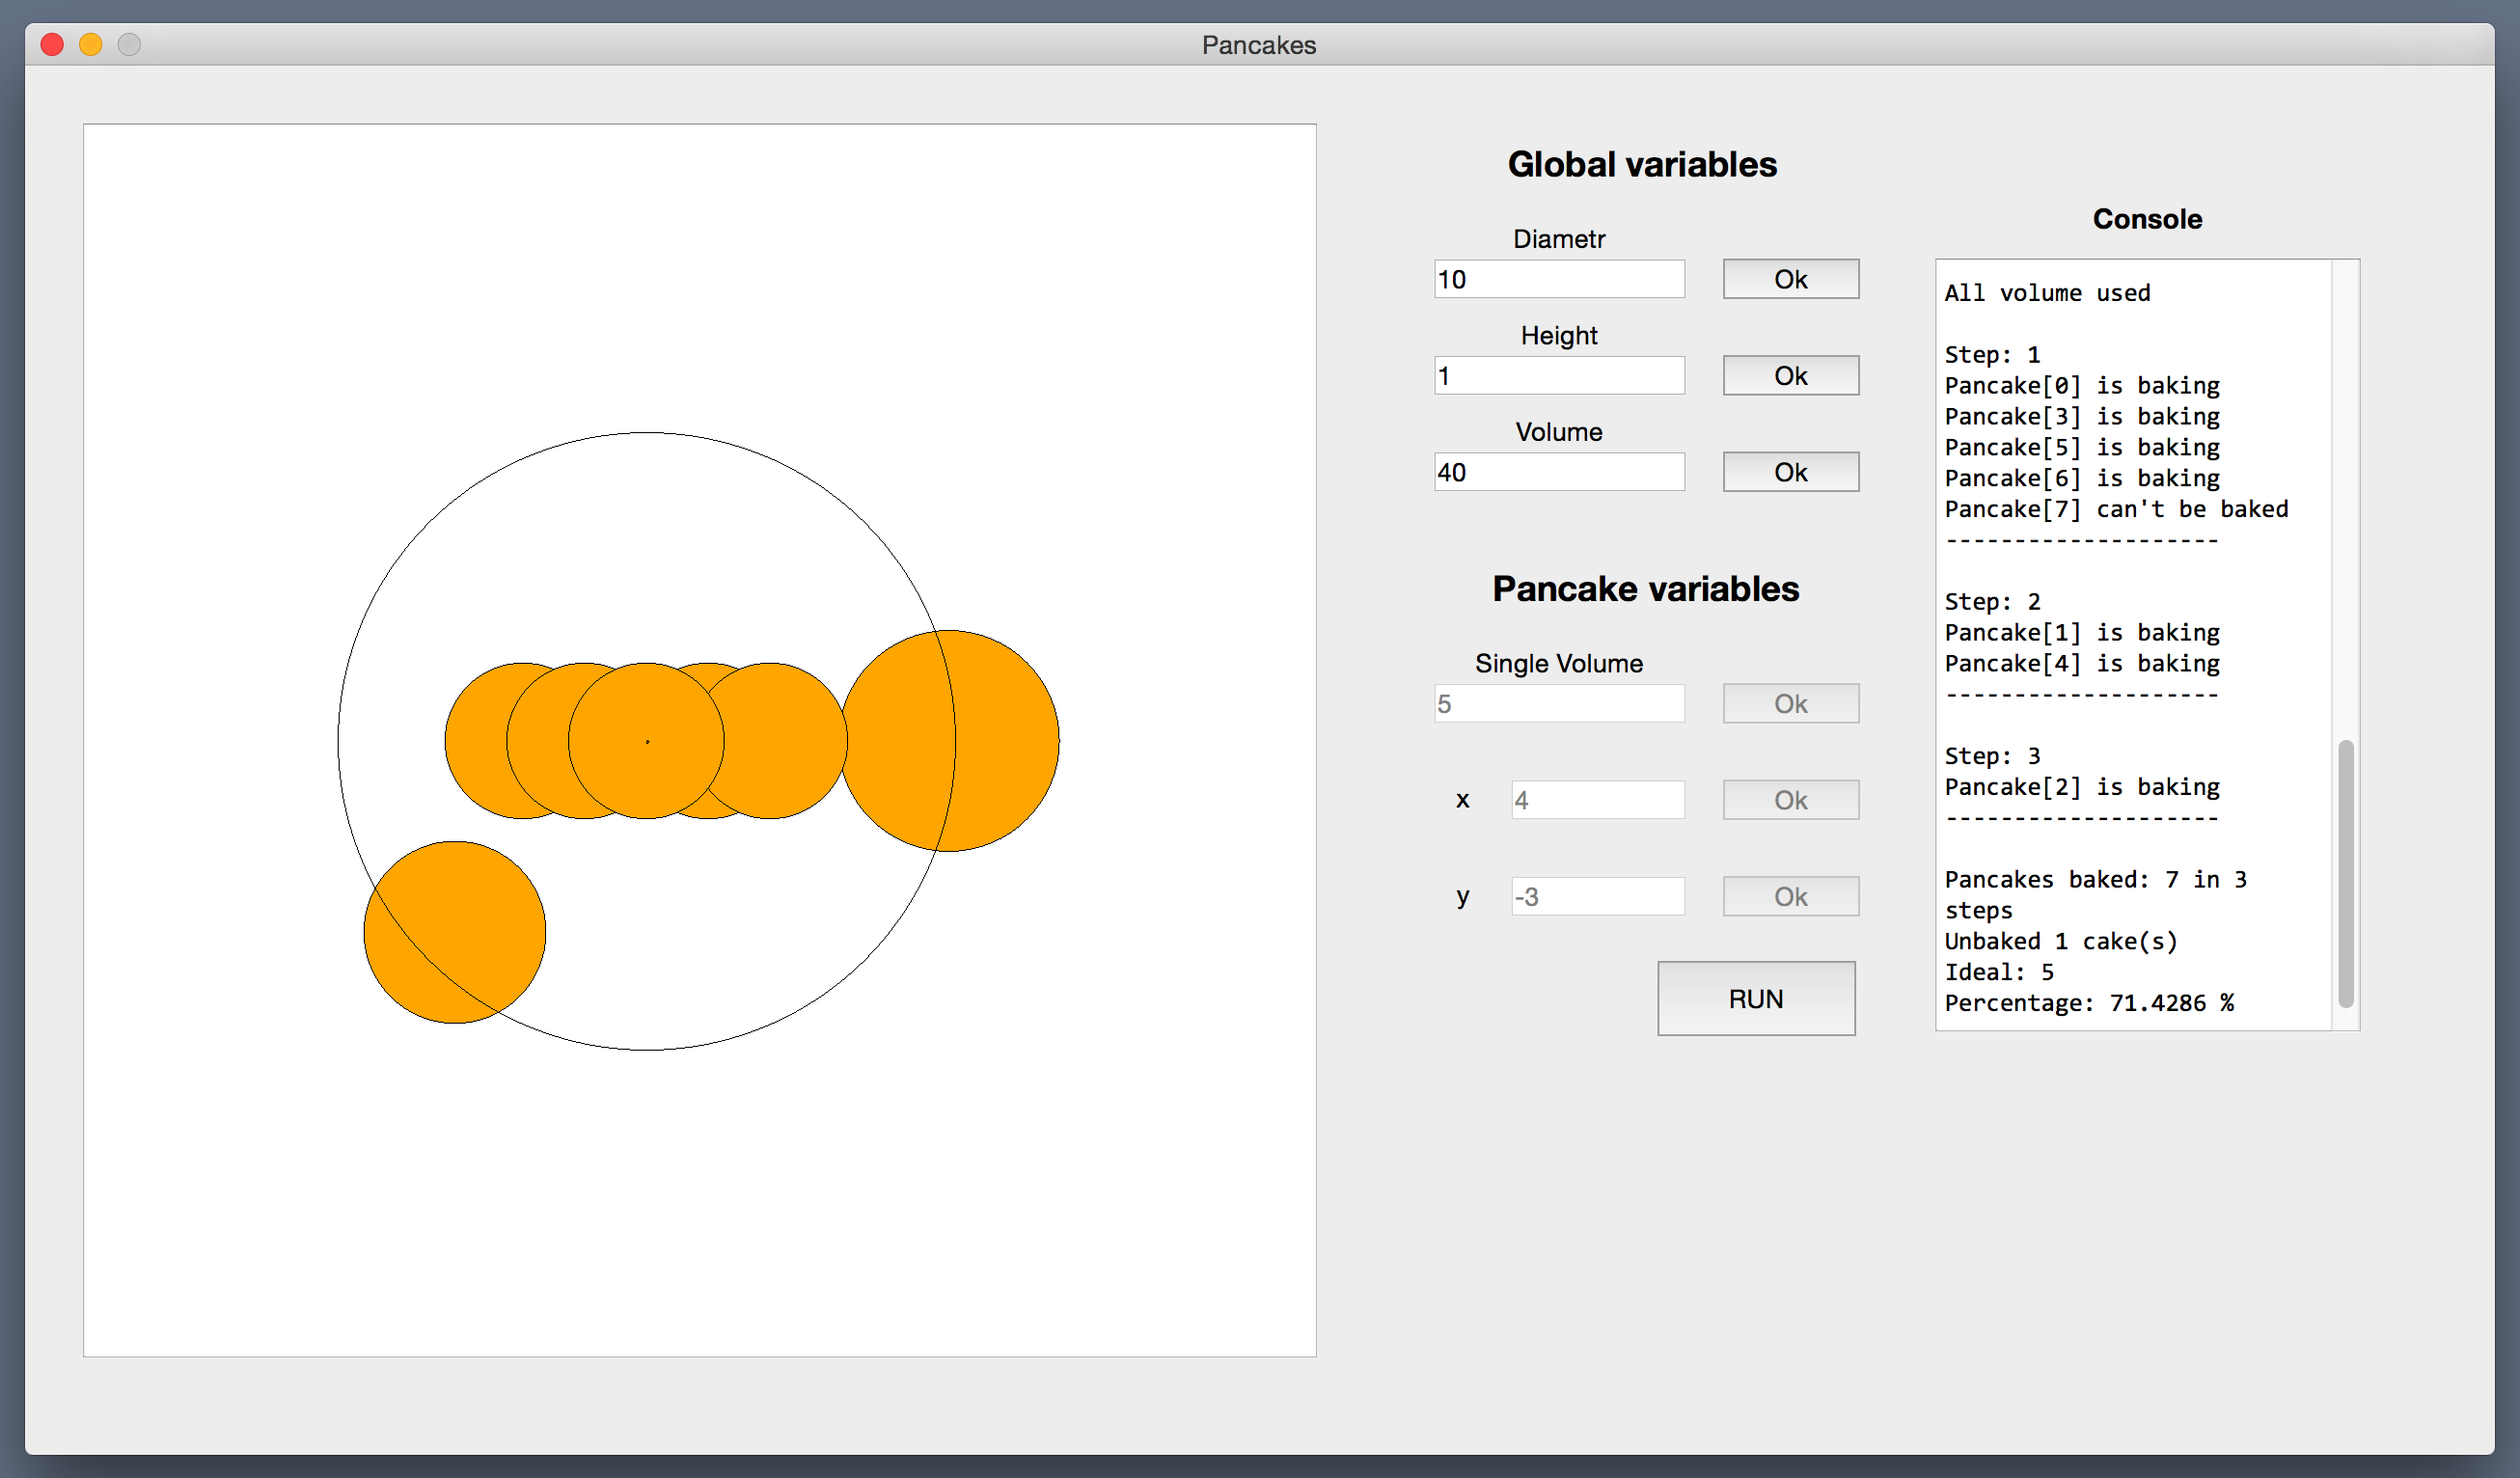 Pancakes
Global variables
Diametr
10
Ok
Height
1
Ok
Volume
40
Ok
Pancake variables
Single Volume
5
Ok
x
4
Ok
y
-3
Ok
RUN
Console
All volume used
Step: 1
Pancake[0] is baking
Pancake[3] is baking
Pancake[5] is baking
Pancake[6] is baking
Pancake[7] can't be baked
--------------------
Step: 2
Pancake[1] is baking
Pancake[4] is baking
--------------------
Step: 3
Pancake[2] is baking
--------------------
Pancakes baked: 7 in 3
steps
Unbaked 1 cake(s)
Ideal: 5
Percentage: 71.4286 %